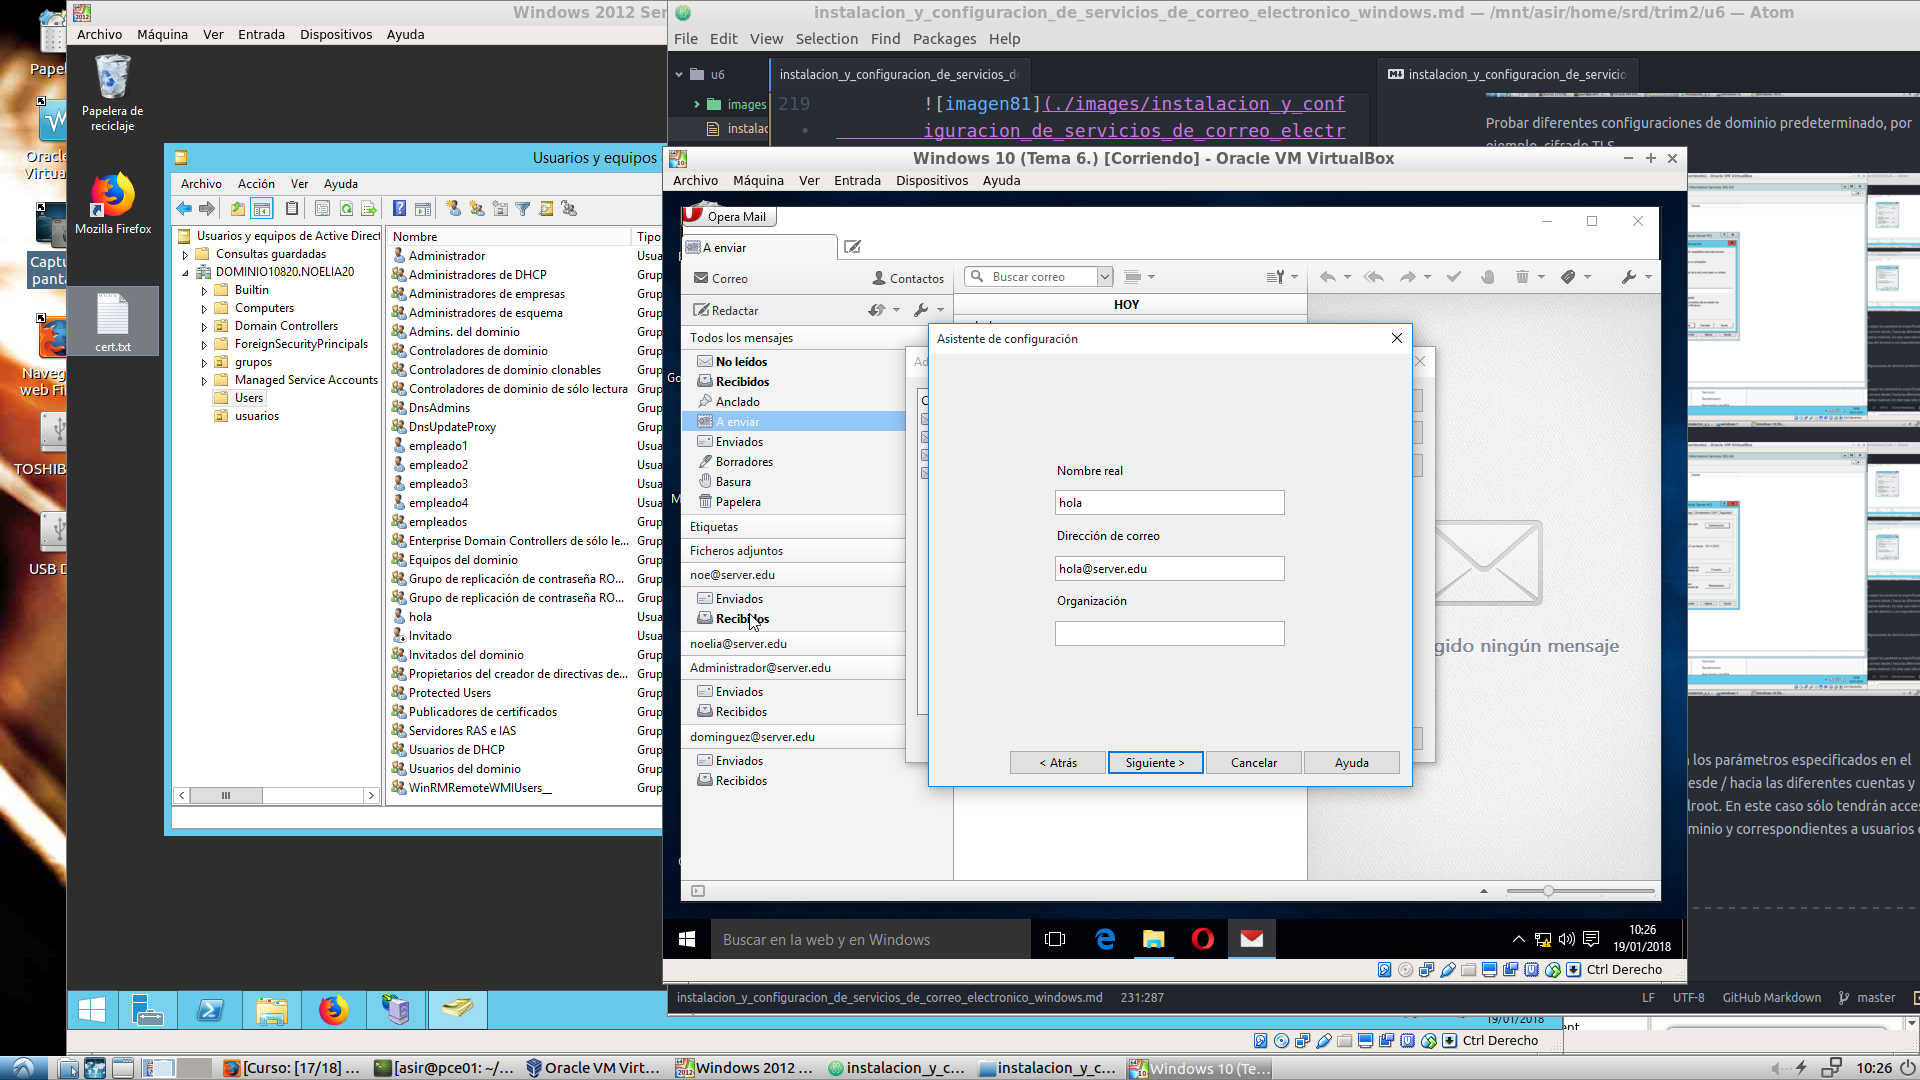 Windows 2012 Ser
Archivo Máquina Ver Entrada Dispositivos Ayuda
instalacion_y_configuracion_de_servicios_de_correo_electronico_windows.md — /mnt/asir/home/srd/trim2/u6 — Atom
File Edit View Selection Find Packages Help
u6
images
instalac
instalacion_y_configuracion_de_servicios_d
instalacion_y_configuracion_de_servicio
219 ![imagen81](./images/instalacion_y_conf
iguracion_de_servicios_de_correo_electr
Probar diferentes configuraciones de dominio predeterminado, por
ejemplo, cifrado TLS.
Papelera de
reciclaje
Mozilla Firefox
cert.txt
Papel
Oracl
Virtua
Captu
panta
Naveg
web Fi
TOSHIB
USB D
Usuarios y equipos
Archivo Acción Ver Ayuda
Usuarios y equipos de Active Direct
Consultas guardadas
DOMINIO10820.NOELIA20
Builtin
Computers
Domain Controllers
ForeignSecurityPrincipals
grupos
Managed Service Accounts
Users
usuarios
Nombre Tipo
Administrador Usua
Administradores de DHCP Grup
Administradores de empresas Grup
Administradores de esquema Grup
Admins. del dominio Grup
Controladores de dominio Grup
Controladores de dominio clonables Grup
Controladores de dominio de sólo lectura Grup
DnsAdmins Grup
DnsUpdateProxy Grup
empleado1 Usua
empleado2 Usua
empleado3 Usua
empleado4 Usua
empleados Grup
Enterprise Domain Controllers de sólo le... Grup
Equipos del dominio Grup
Grupo de replicación de contraseña RO... Grup
Grupo de replicación de contraseña RO... Grup
hola Usua
Invitado Usua
Invitados del dominio Grup
Propietarios del creador de directivas de... Grup
Protected Users Grup
Publicadores de certificados Grup
Servidores RAS e IAS Grup
Usuarios de DHCP Grup
Usuarios del dominio Grup
WinRMRemoteWMIUsers__ Grup
Windows 10 (Tema 6.) [Corriendo] - Oracle VM VirtualBox
Archivo Máquina Ver Entrada Dispositivos Ayuda
Opera Mail
A enviar
Correo Contactos
Buscar correo
Redactar
HOY
Todos los mensajes
No leídos
Recibidos
Anclado
A enviar
Enviados
Borradores
Basura
Papelera
Etiquetas
Ficheros adjuntos
noe@server.edu
Enviados
Recibidos
noelia@server.edu
Administrador@server.edu
Enviados
Recibidos
dominguez@server.edu
Enviados
Recibidos
Asistente de configuración
Nombre real
hola
Dirección de correo
hola@server.edu
Organización
< Atrás Siguiente > Cancelar Ayuda
gido ningún mensaje
los parámetros especificados en el
desde / hacia las diferentes cuentas y
lroot. En este caso sólo tendrán acces
minio y correspondientes a usuarios
Buscar en la web y en Windows
10:26
19/01/2018
Ctrl Derecho
instalacion_y_configuracion_de_servicios_de_correo_electronico_windows.md 231:287
LF UTF-8 GitHub Markdown master
19/01/2018
Ctrl Derecho
[Curso: [17/18] ...
[asir@pce01: ~/...
Oracle VM Virt...
Windows 2012 ...
instalacion_y_c...
instalacion_y_c...
Windows 10 (Te...
10:26